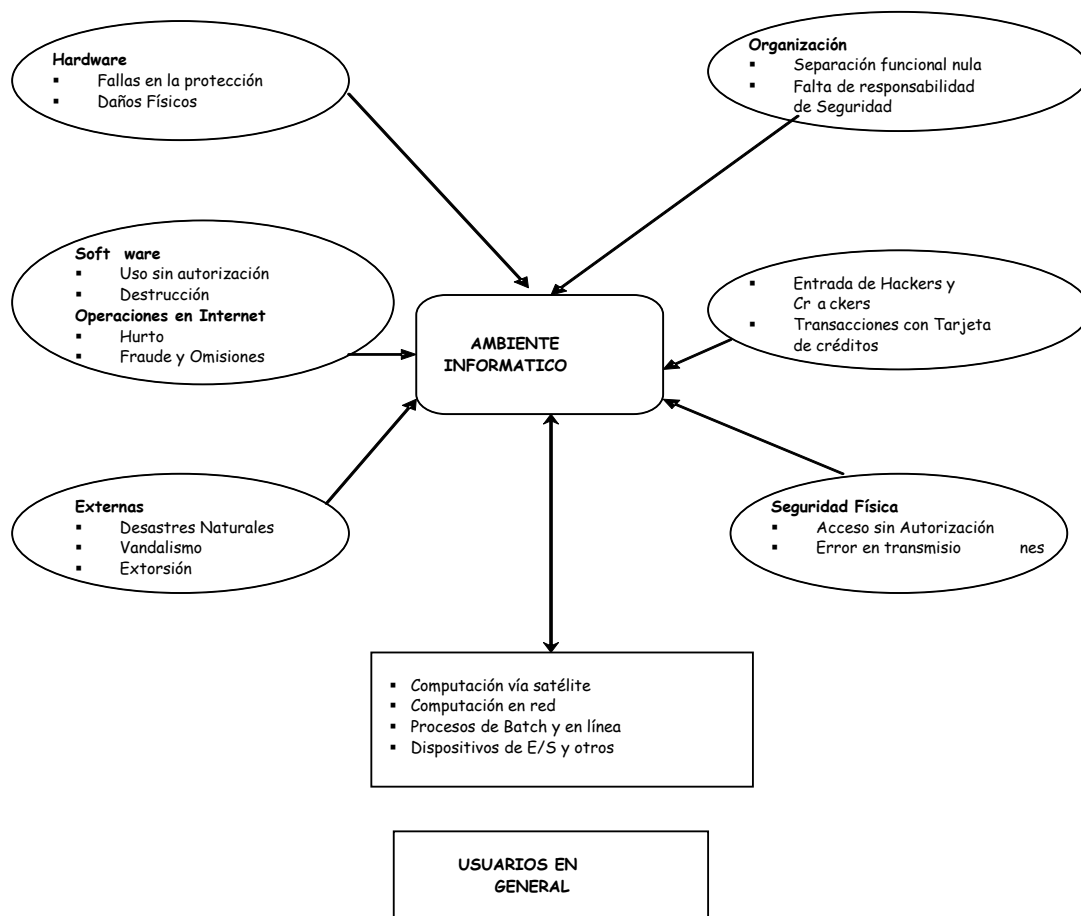 Hardware
▪ Fallas en la protección
▪ Daños Físicos
Organización
▪ Separación funcional nula
▪ Falta de responsabilidad
de Seguridad
Soft ware
▪ Uso sin autorización
▪ Destrucción
Operaciones en Internet
▪ Hurto
▪ Fraude y Omisiones
▪ Entrada de Hackers y
Cr a ckers
▪ Transacciones con Tarjeta
de créditos
AMBIENTE
INFORMATICO
Externas
▪ Desastres Naturales
▪ Vandalismo
▪ Extorsión
Seguridad Física
▪ Acceso sin Autorización
▪ Error en transmisio nes
▪ Computación vía satélite
▪ Computación en red
▪ Procesos de Batch y en línea
▪ Dispositivos de E/S y otros
USUARIOS EN
GENERAL